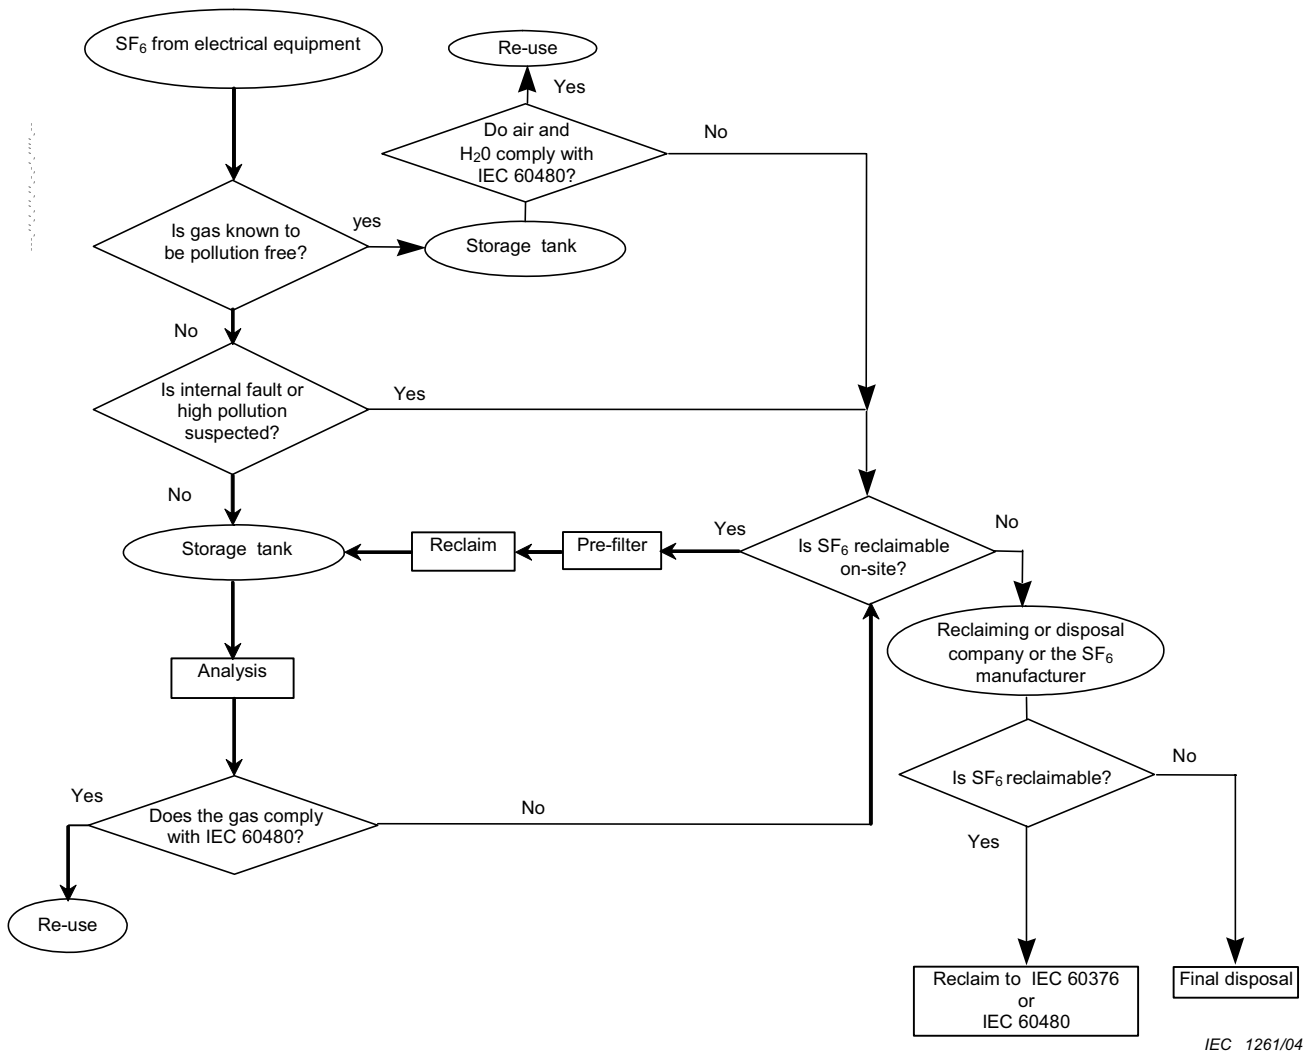 SF6 from electrical equipment
Re-use
Yes
Do air and
H20 comply with
IEC 60480?
No
Is gas known to
be pollution free?
yes
Storage tank
No
Is internal fault or
high pollution
suspected?
Yes
No
Storage tank
Reclaim
Pre-filter
Yes
Is SF6 reclaimable
on-site?
No
Reclaiming or disposal
company or the SF6
manufacturer
Analysis
Is SF6 reclaimable?
No
Yes
Does the gas comply
with IEC 60480?
Yes
No
Re-use
Reclaim to IEC 60376
or
IEC 60480
Final disposal
IEC 1261/04